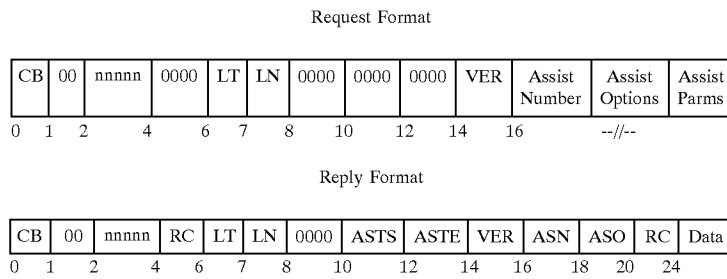 Request Format
CB 00 nnnnn 0000 LT LN 0000 0000 0000 VER Assist Number Assist Options Assist Parms
0 1 2 4 6 7 8 10 12 14 16 --//--
Reply Format
CB 00 nnnnn RC LT LN 0000 ASTS ASTE VER ASN ASO RC Data
0 1 2 4 6 7 8 10 12 14 16 18 20 24